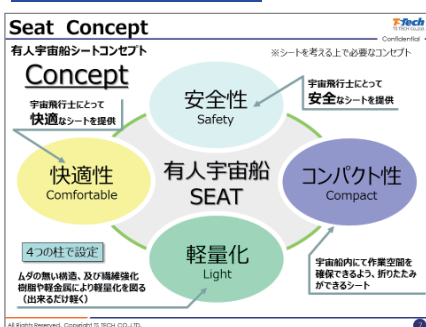 Seat Concept
T-Tech
TS TECH CO.,LTD.
Confidential
有人宇宙船シートコンセプト
※シートを考える上で必要なコンセプト
Concept
宇宙飛行士にとって
快適なシートを提供
安全性
Safety
宇宙飛行士にとって
安全なシートを提供
快適性
Comfortable
有人宇宙船
SEAT
コンパクト性
Compact
4つの柱で設定
軽量化
Light
ムダの無い構造、及び繊維強化
樹脂や軽金属により軽量化を図る
(出来るだけ軽く)
宇宙船内にて作業空間を
確保できるよう、折りたたみ
ができるシート
All Rights Reserved, Copyright TS TECH CO.,LTD.